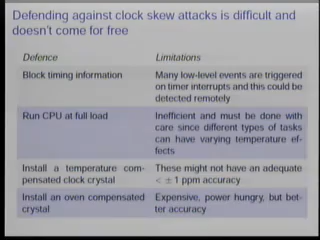 Defending against clock skew attacks is difficult and
doesn't come for free
Defence
Limitations
Block timing information
Many low-level events are triggered
on timer interrupts and this could be
detected remotely
Run CPU at full load
Inefficient and must be done with
care since different types of tasks
can have varying temperature ef-
fects
Install a temperature com-
pensated clock crystal
These might not have an adequate
< ± 1 ppm accuracy
Install an oven compensated
crystal
Expensive, power hungry, but bet-
ter accuracy